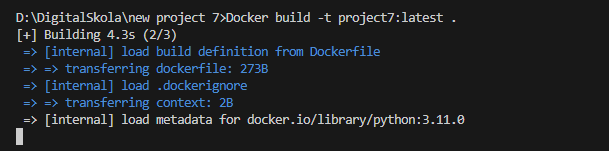 D:\DigitalSkola\new project 7>Docker build -t project7:latest .
[+] Building 4.3s (2/3)
=> [internal] load build definition from Dockerfile
=> => transferring dockerfile: 273B
=> [internal] load .dockerignore
=> => transferring context: 2B
=> [internal] load metadata for docker.io/library/python:3.11.0